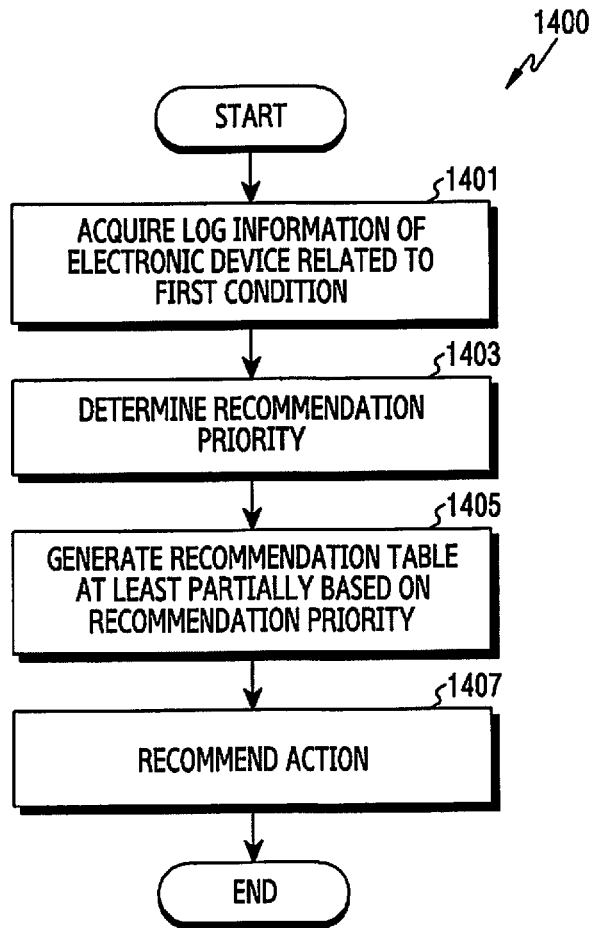 1400
START
1401
ACQUIRE LOG INFORMATION OF
ELECTRONIC DEVICE RELATED TO
FIRST CONDITION
1403
DETERMINE RECOMMENDATION
PRIORITY
1405
GENERATE RECOMMENDATION TABLE
AT LEAST PARTIALLY BASED ON
RECOMMENDATION PRIORITY
1407
RECOMMEND ACTION
END